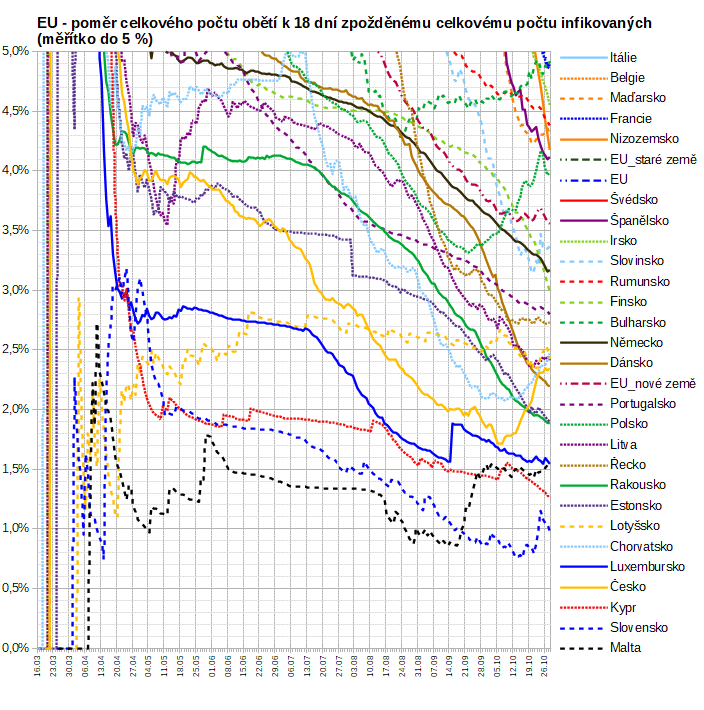 EU - poměr celkového počtu obětí k 18 dní zpožděnému celkovému počtu infikovaných
(měřítko do 5 %)
5,0%
4,5%
4,0%
3,5%
3,0%
2,5%
2,0%
1,5%
1,0%
0,5%
0,0%
16.03
23.03
30.03
06.04
13.04
20.04
27.04
04.05
11.05
18.05
25.05
01.06
08.06
15.06
22.06
29.06
06.07
13.07
20.07
27.07
03.08
10.08
17.08
24.08
31.08
07.09
14.09
21.09
28.09
05.10
12.10
19.10
26.10
Itálie
Belgie
Maďarsko
Francie
Nizozemsko
EU_staré země
EU
Švédsko
Španělsko
Irsko
Slovinsko
Rumunsko
Finsko
Bulharsko
Německo
Dánsko
EU_nové země
Portugalsko
Polsko
Litva
Řecko
Rakousko
Estonsko
Lotyšsko
Chorvatsko
Luxembursko
Česko
Kypr
Slovensko
Malta